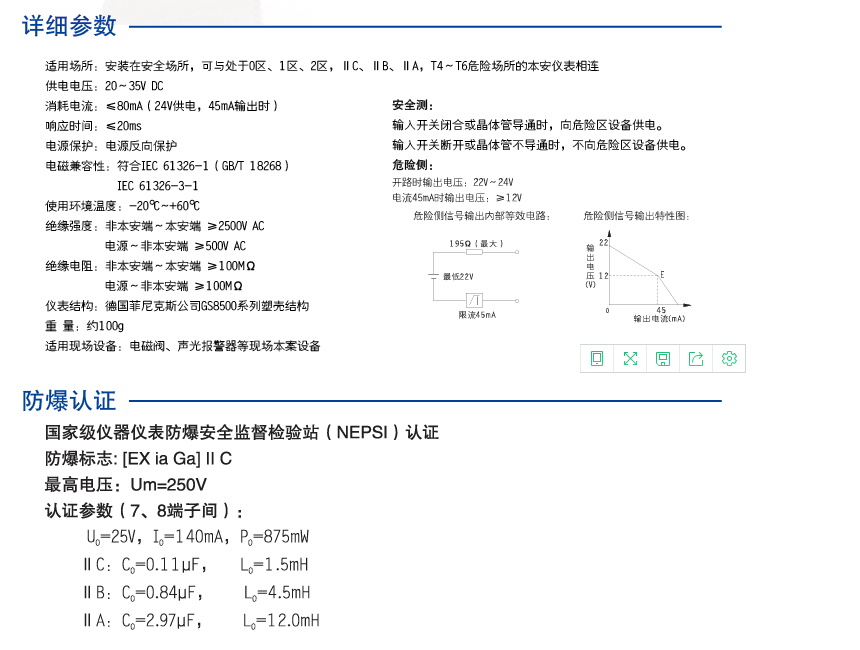 详细参数
适用场所：安装在安全场所，可与处于0区、1区、2区，ⅡC、ⅡB、ⅡA，T4～T6危险场所的本安仪表相连
供电电压：20～35V DC
消耗电流：≤80mA（24V供电，45mA输出时）
响应时间：≤20ms
电源保护：电源反向保护
电磁兼容性：符合IEC 61326-1（GB/T 18268）
IEC 61326-3-1
使用环境温度：-20℃~+60℃
绝缘强度：非本安端～本安端 ≥2500V AC
电源～非本安端 ≥500V AC
绝缘电阻：非本安端～本安端 ≥100MΩ
电源～非本安端 ≥100MΩ
仪表结构：德国菲尼克斯公司GS8500系列塑壳结构
重 量：约100g
适用现场设备：电磁阀、声光报警器等现场本案设备
安全测：
输入开关闭合或晶体管导通时，向危险区设备供电。
输入开关断开或晶体管不导通时，不向危险区设备供电。
危险侧：
开路时输出电压：22V～24V
电流45mA时输出电压：≥12V
危险侧信号输出内部等效电路：
195Ω（最大）
最低22V
限流45mA
危险侧信号输出特性图：
输出电压(V)
22
12
E
0
45
输出电流(mA)
防爆认证
国家级仪器仪表防爆安全监督检验站（NEPSI）认证
防爆标志: [EX ia Ga]ⅡC
最高电压：Um=250V
认证参数（7、8端子间）：
U₀=25V，I₀=140mA，P₀=875mW
ⅡC：C₀=0.11μF， L₀=1.5mH
ⅡB：C₀=0.84μF， L₀=4.5mH
ⅡA：C₀=2.97μF， L₀=12.0mH